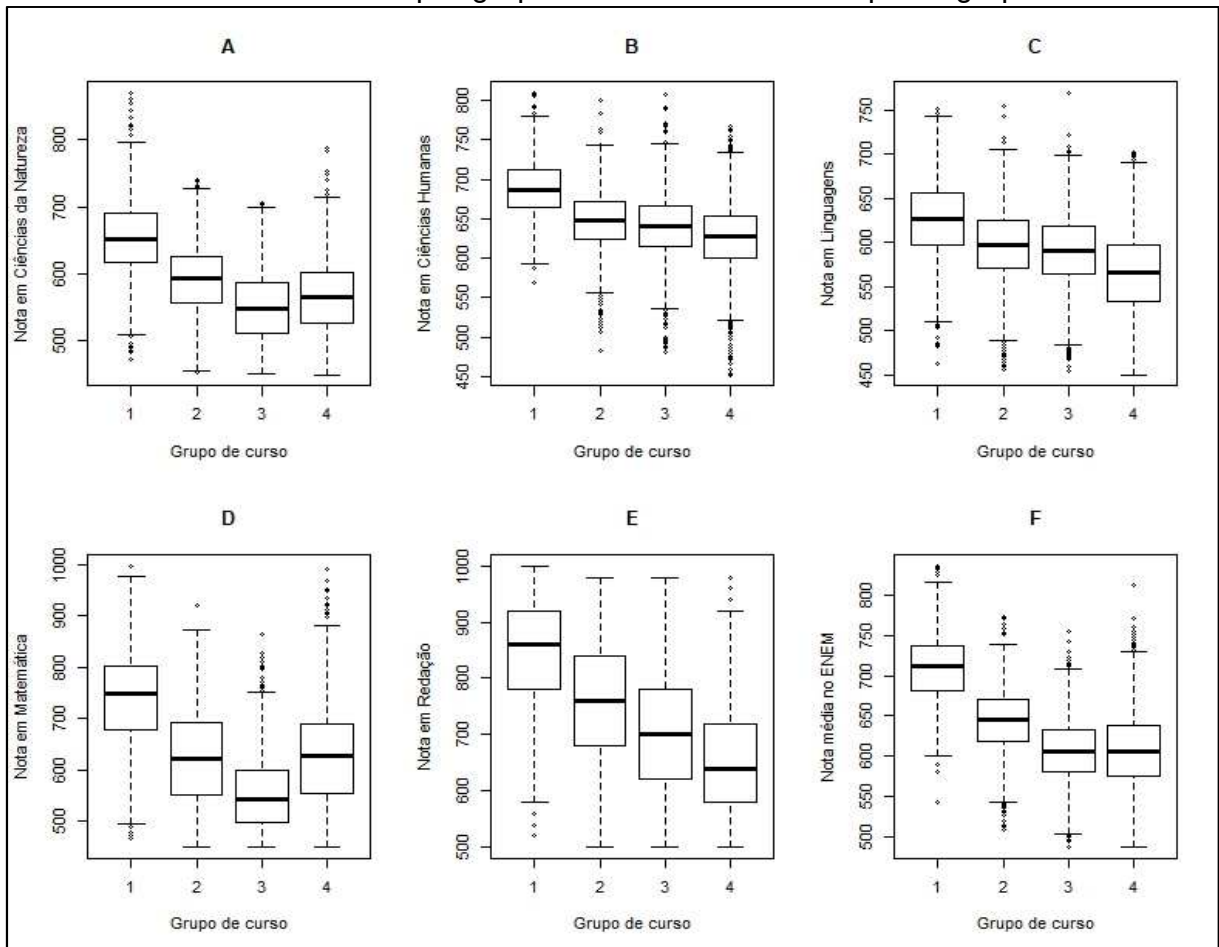 A
Nota em Ciências da Natureza
800
700
600
500
1 2 3 4
Grupo de curso
B
Nota em Ciências Humanas
800
750
700
650
600
550
500
450
1 2 3 4
Grupo de curso
C
Nota em Linguagens
750
700
650
600
550
500
450
1 2 3 4
Grupo de curso
D
Nota em Matemática
1000
900
800
700
600
500
1 2 3 4
Grupo de curso
E
Nota em Redação
1000
900
800
700
600
500
1 2 3 4
Grupo de curso
F
Nota média no ENEM
800
750
700
650
600
550
500
1 2 3 4
Grupo de curso